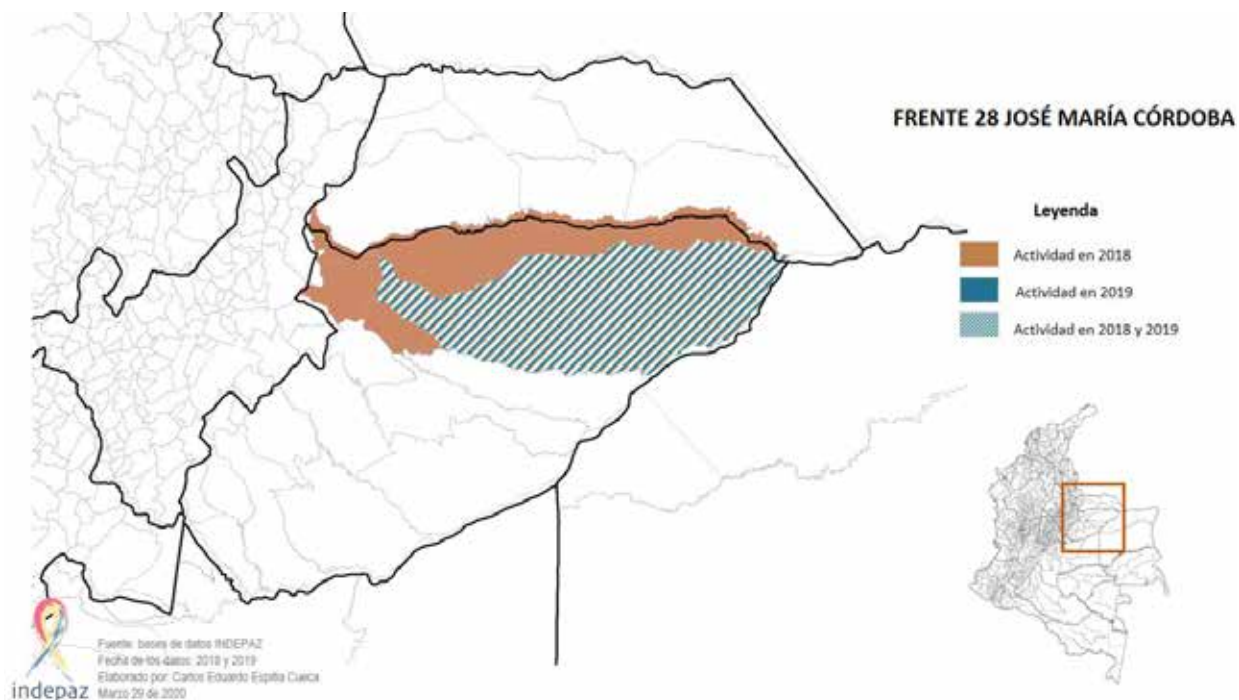 FRENTE 28 JOSÉ MARÍA CÓRDOBA
Leyenda
Actividad en 2018
Actividad en 2019
Actividad en 2018 y 2019
Fuente: bases de datos INDEPAZ
Fecha de los datos: 2018 y 2019
Elaborado por: Carlos Eduardo Espitia Cueca
Marzo 29 de 2020
indepaz